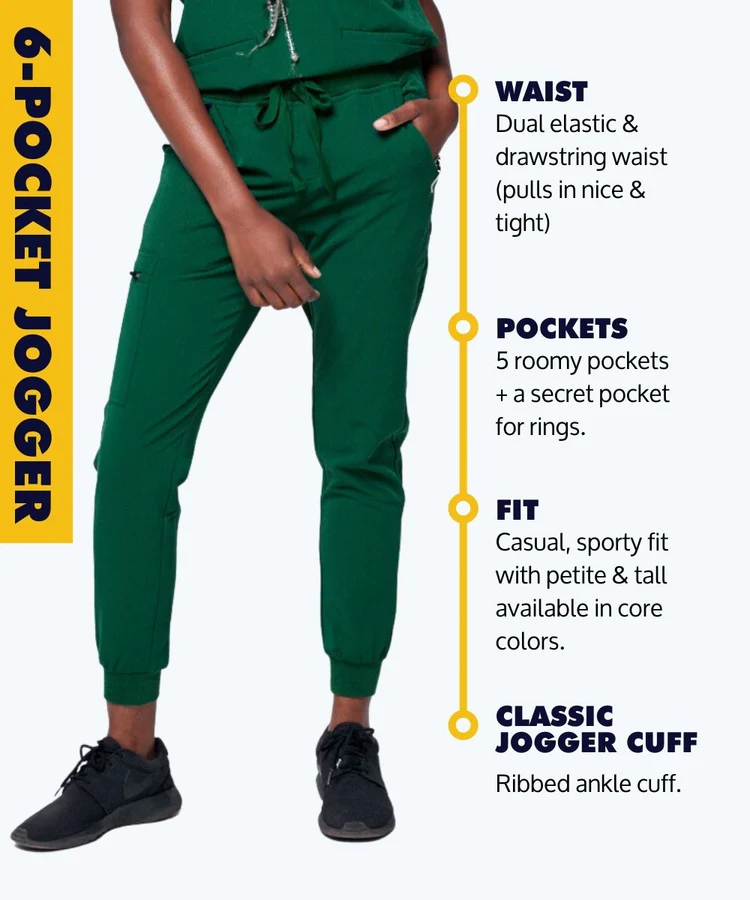 6-POCKET JOGGER
WAIST
Dual elastic &
drawstring waist
(pulls in nice &
tight)
POCKETS
5 roomy pockets
+ a secret pocket
for rings.
FIT
Casual, sporty fit
with petite & tall
available in core
colors.
CLASSIC
JOGGER CUFF
Ribbed ankle cuff.